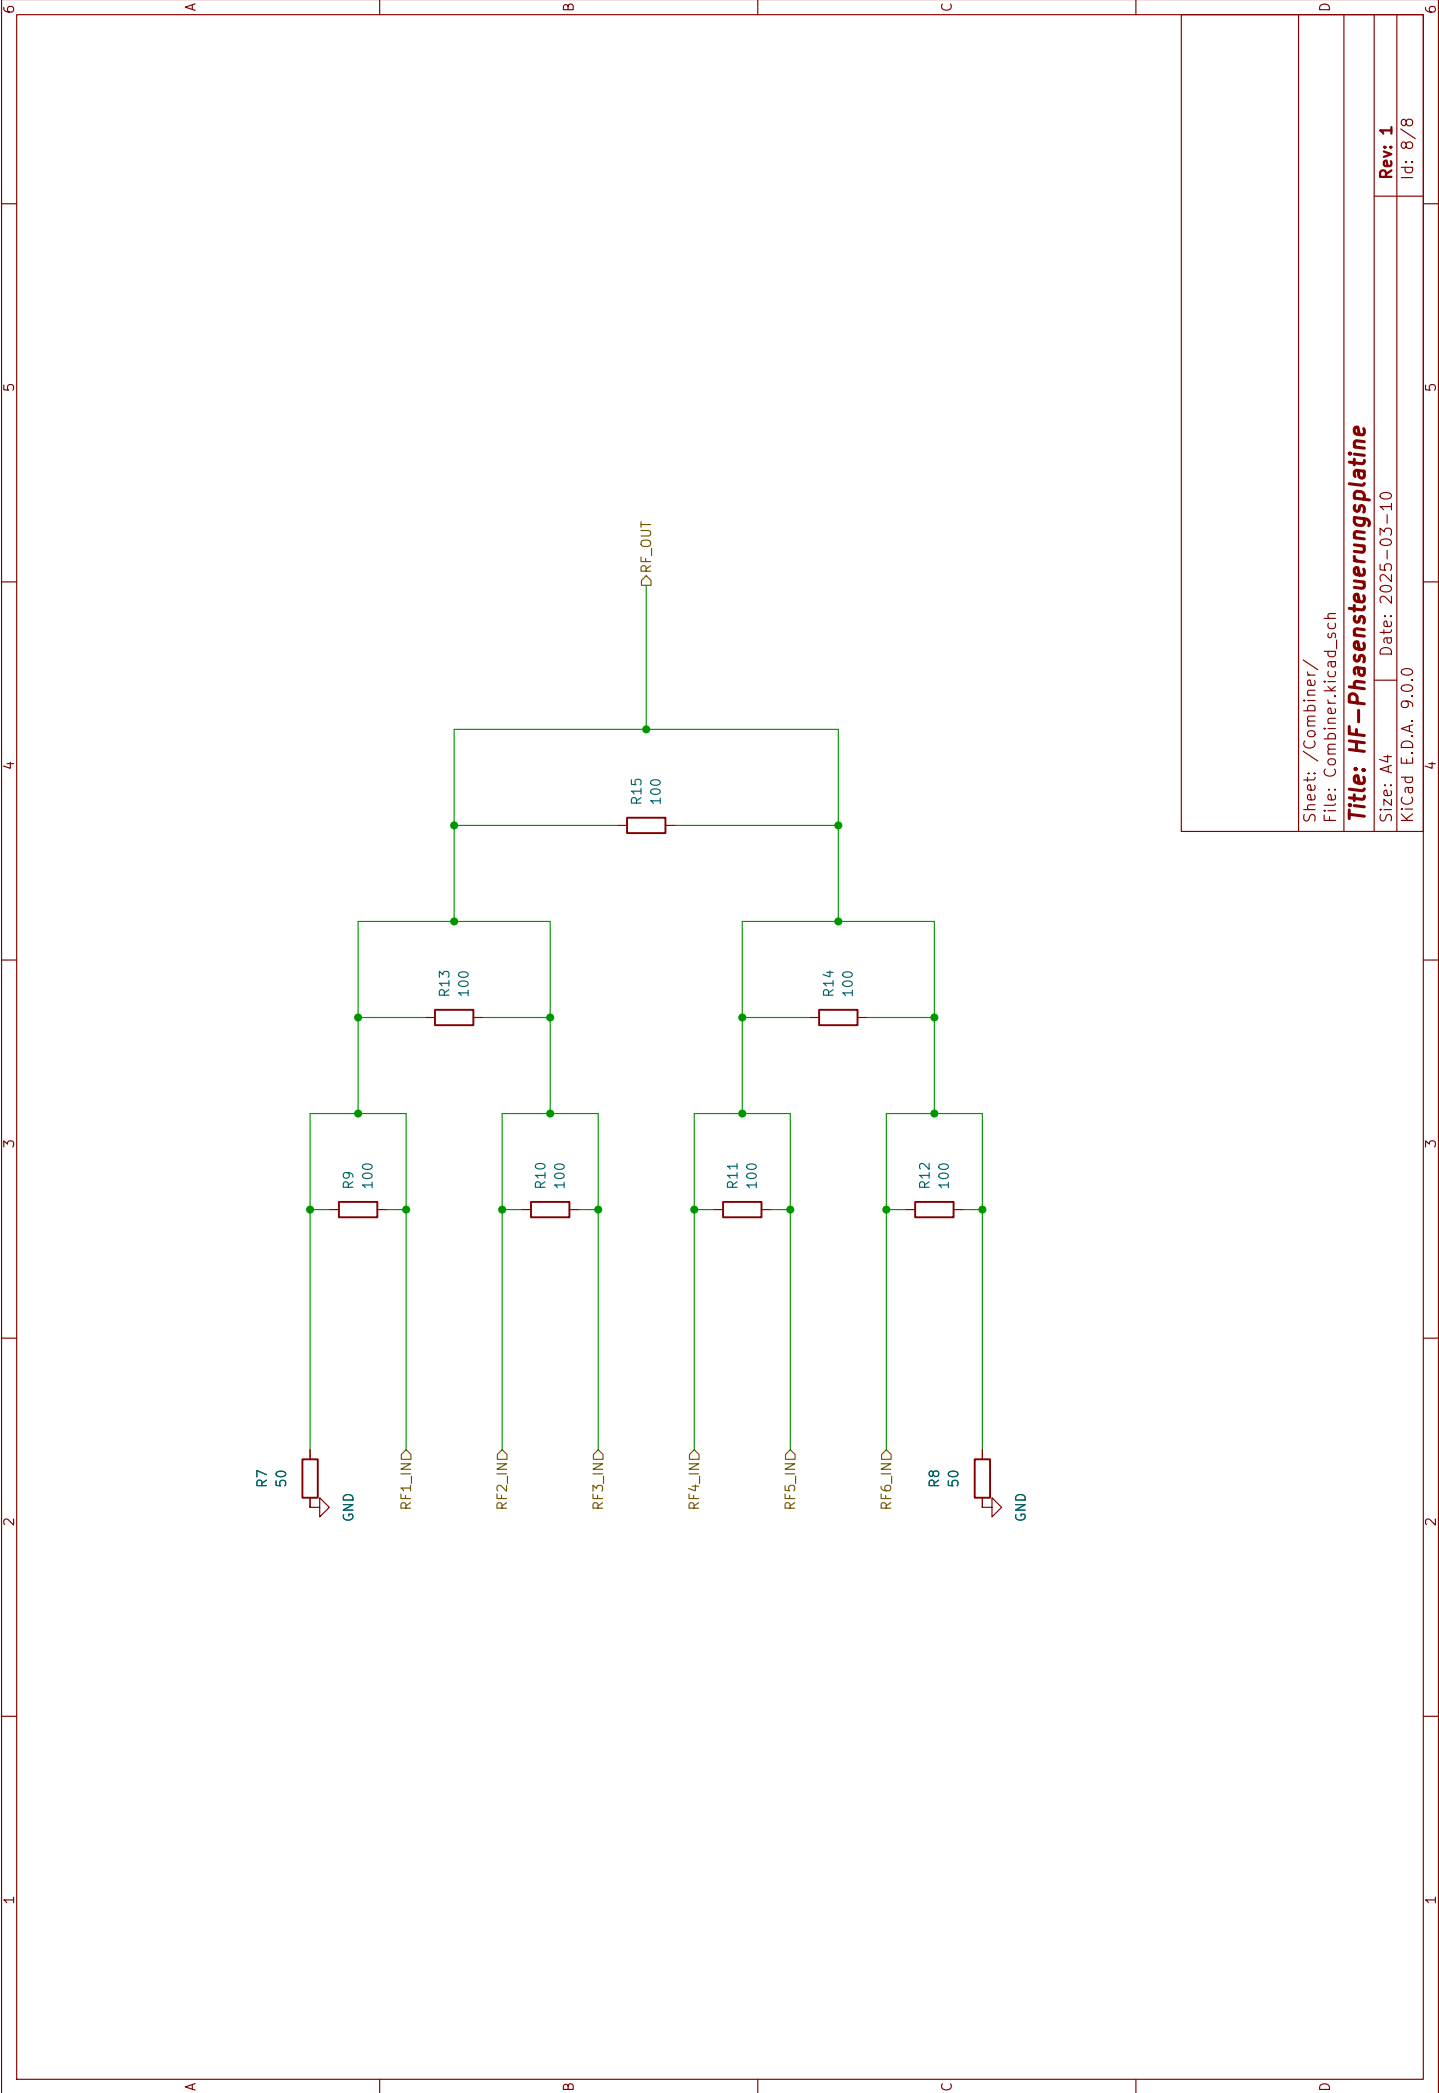 1
2
3
4
5
6
A
B
C
D
R7
50
GND
RF1_IN
RF2_IN
RF3_IN
RF4_IN
RF5_IN
RF6_IN
R8
50
GND
R9
100
R10
100
R11
100
R12
100
R13
100
R14
100
R15
100
RF_OUT
Sheet: /Combiner/
File: Combiner.kicad_sch
Title: HF-Phasensteuerungsplatine
Size: A4 Date: 2025-03-10 Rev: 1
KiCad E.D.A. 9.0.0 Id: 8/8
A
B
C
D
1
2
3
4
5
6